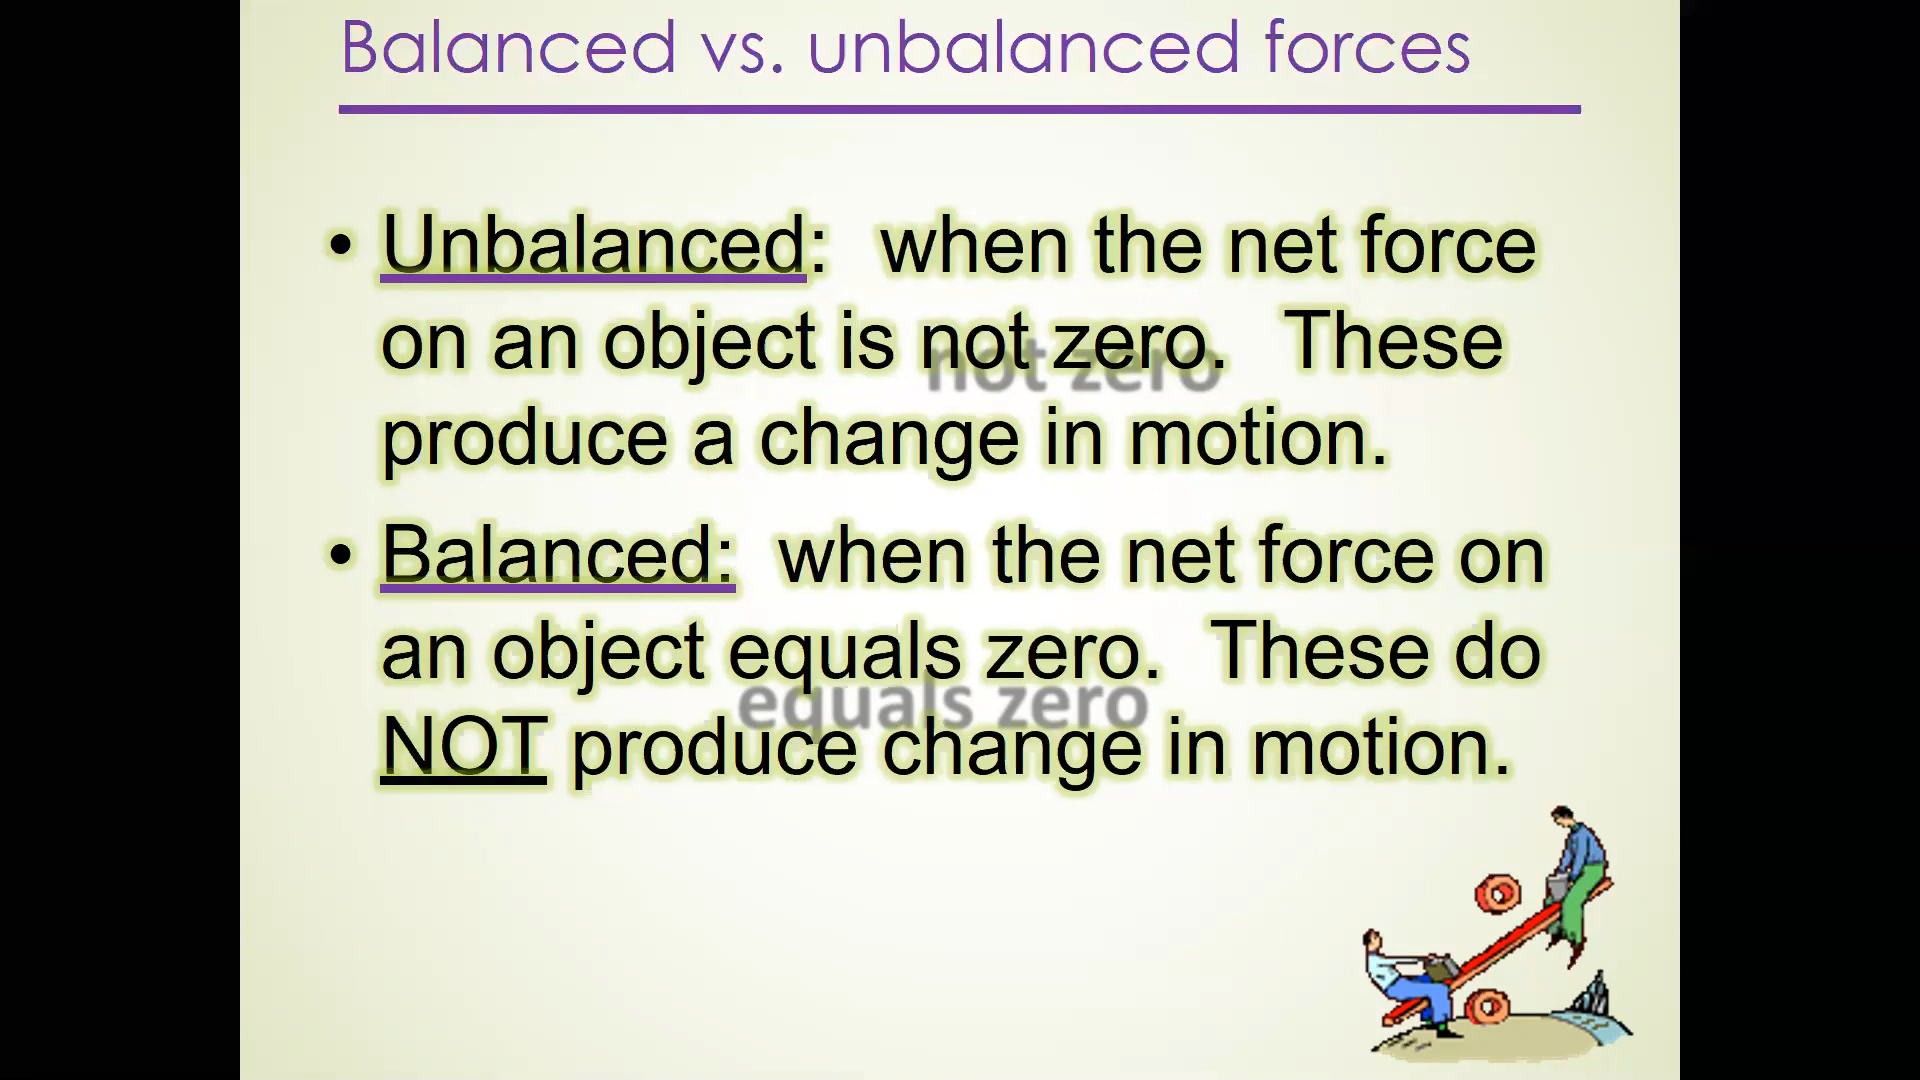 Balanced vs. unbalanced forces
• Unbalanced: when the net force
on an object is not zero. These
not zero
produce a change in motion.
• Balanced: when the net force on
an object equals zero. These do
equals zero
NOT produce change in motion.